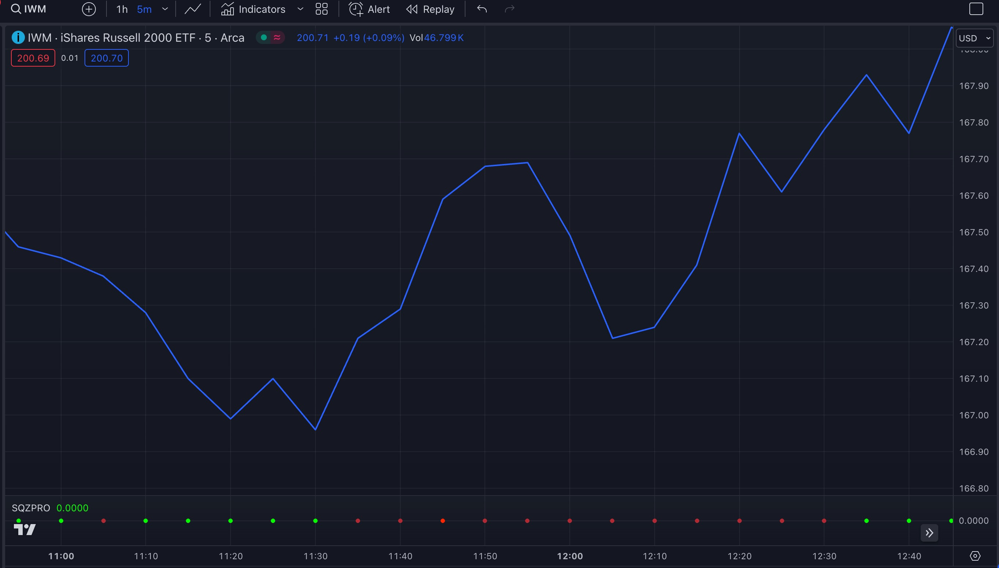 IWM 1h 5m Indicators Alert Replay
IWM · iShares Russell 2000 ETF · 5 · Arca 200.71 +0.19 (+0.09%) Vol 46.799 K
USD
200.69 0.01 200.70
167.90
167.80
167.70
167.60
167.50
167.40
167.30
167.20
167.10
167.00
166.90
166.80
SQZPRO 0.0000
0.0000
11:00 11:10 11:20 11:30 11:40 11:50 12:00 12:10 12:20 12:30 12:40